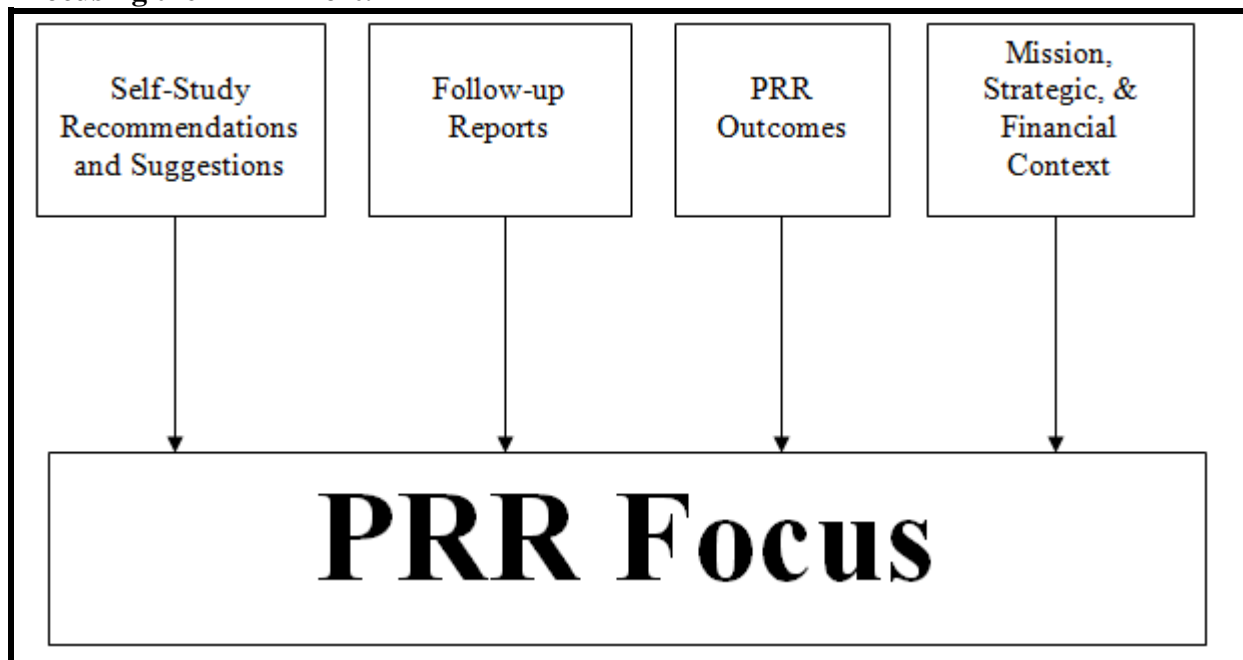 Self-Study
Recommendations
and Suggestions
Follow-up
Reports
PRR
Outcomes
Mission,
Strategic, &
Financial
Context
PRR Focus